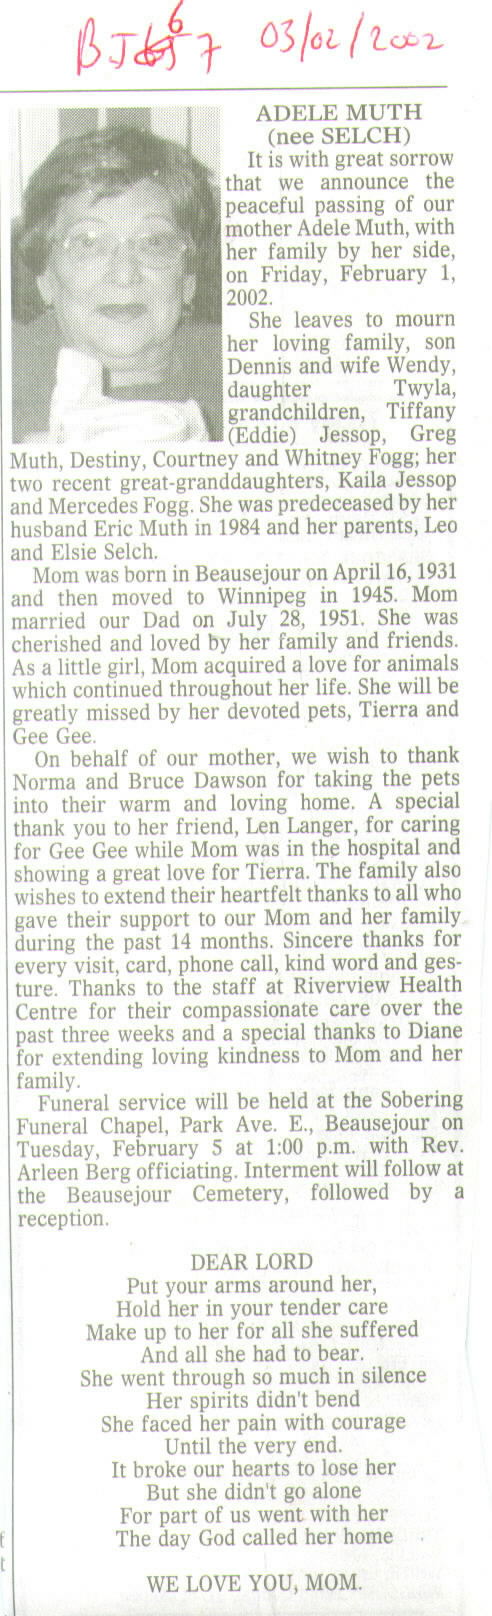 BJ 6 7 03/02/2002
ADELE MUTH
(nee SELCH)
It is with great sorrow
that we announce the
peaceful passing of our
mother Adele Muth, with
her family by her side,
on Friday, February 1,
2002.
She leaves to mourn
her loving family, son
Dennis and wife Wendy,
daughter Twyla,
grandchildren, Tiffany
(Eddie) Jessop, Greg
Muth, Destiny, Courtney and Whitney Fogg; her
two recent great-granddaughters, Kaila Jessop
and Mercedes Fogg. She was predeceased by her
husband Eric Muth in 1984 and her parents, Leo
and Elsie Selch.
Mom was born in Beausejour on April 16, 1931
and then moved to Winnipeg in 1945. Mom
married our Dad on July 28, 1951. She was
cherished and loved by her family and friends.
As a little girl, Mom acquired a love for animals
which continued throughout her life. She will be
greatly missed by her devoted pets, Tierra and
Gee Gee.
On behalf of our mother, we wish to thank
Norma and Bruce Dawson for taking the pets
into their warm and loving home. A special
thank you to her friend, Len Langer, for caring
for Gee Gee while Mom was in the hospital and
showing a great love for Tierra. The family also
wishes to extend their heartfelt thanks to all who
gave their support to our Mom and her family
during the past 14 months. Sincere thanks for
every visit, card, phone call, kind word and ges-
ture. Thanks to the staff at Riverview Health
Centre for their compassionate care over the
past three weeks and a special thanks to Diane
for extending loving kindness to Mom and her
family.
Funeral service will be held at the Sobering
Funeral Chapel, Park Ave. E., Beausejour on
Tuesday, February 5 at 1:00 p.m. with Rev.
Arleen Berg officiating. Interment will follow at
the Beausejour Cemetery, followed by a
reception.
DEAR LORD
Put your arms around her,
Hold her in your tender care
Make up to her for all she suffered
And all she had to bear.
She went through so much in silence
Her spirits didn't bend
She faced her pain with courage
Until the very end.
It broke our hearts to lose her
But she didn't go alone
For part of us went with her
The day God called her home
WE LOVE YOU, MOM.